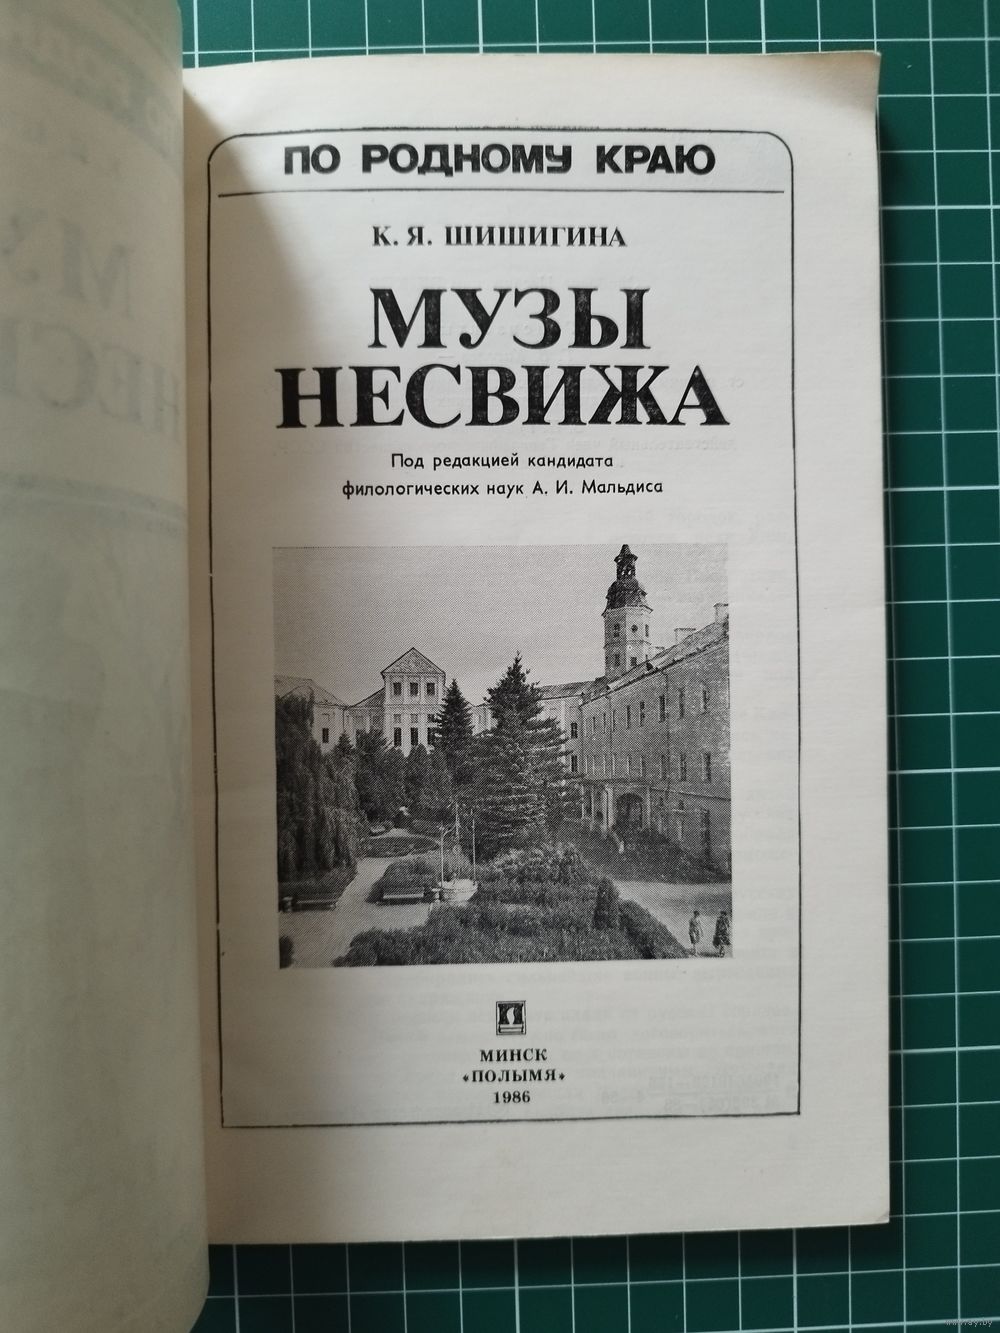 ПО РОДНОМУ КРАЮ
К. Я. ШИШИГИНА
МУЗЫ
НЕСВИЖА
Под редакцией кандидата
филологических наук А. И. Мальдиса
МИНСК
«ПОЛЫМЯ»
1986